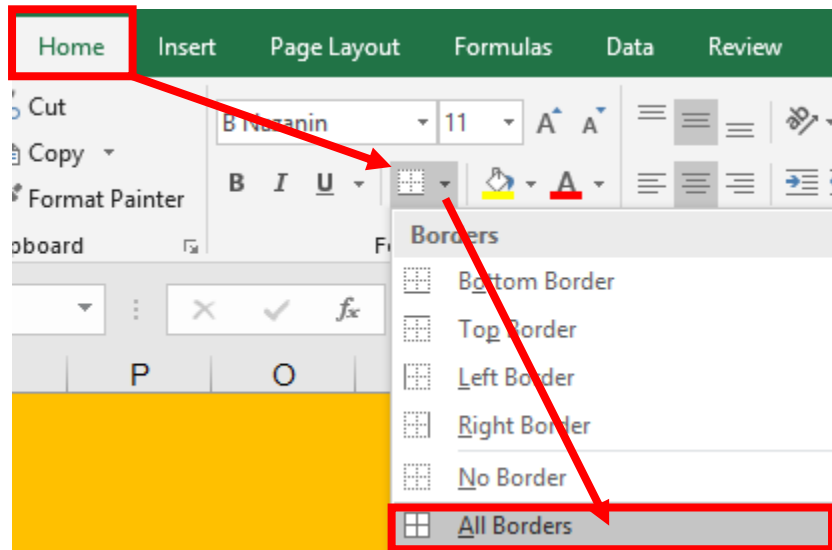 Home Insert Page Layout Formulas Data Review
Cut
B Nazanin 11 A A
Copy
B I U A
Format Painter
Borders
Bottom Border
fx
Top Border
P O
Left Border
Right Border
No Border
All Borders